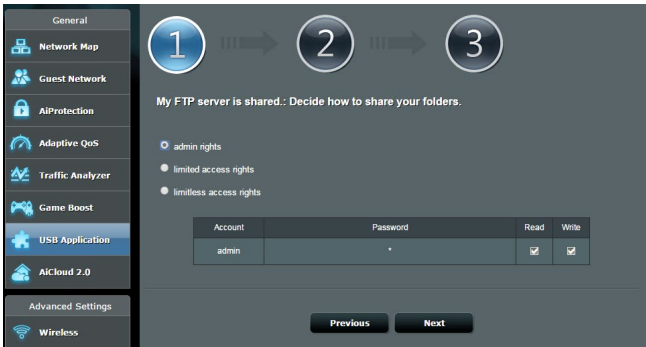 General
Network Map
Guest Network
AiProtection
Adaptive QoS
Traffic Analyzer
Game Boost
USB Application
AiCloud 2.0
Advanced Settings
Wireless
1 2 3
My FTP server is shared.: Decide how to share your folders.
admin rights
limited access rights
limitless access rights
Account Password Read Write
admin *
Previous Next